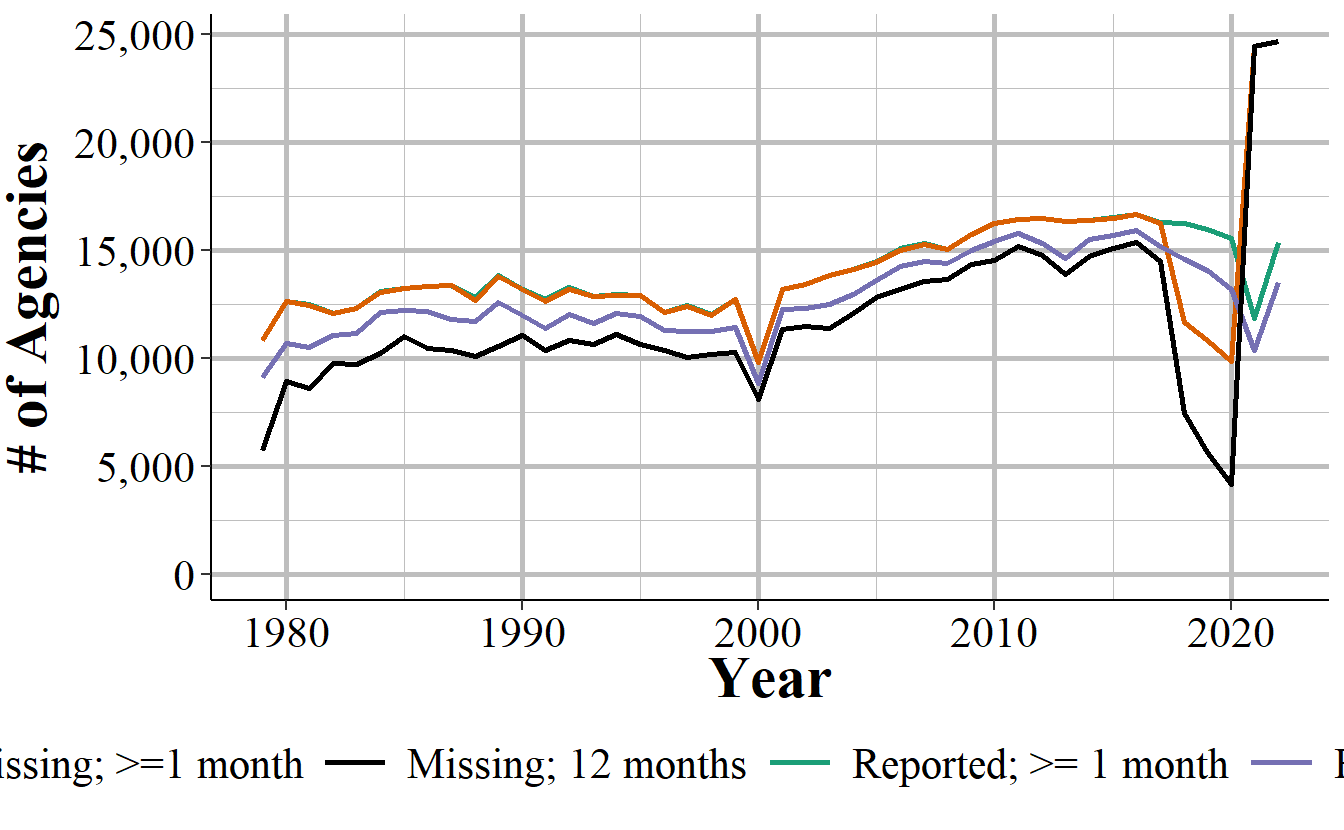 25,000
20,000
15,000
10,000
5,000
0
# of Agencies
1980 1990 2000 2010 2020
Year
issing; >=1 month Missing; 12 months Reported; >= 1 month